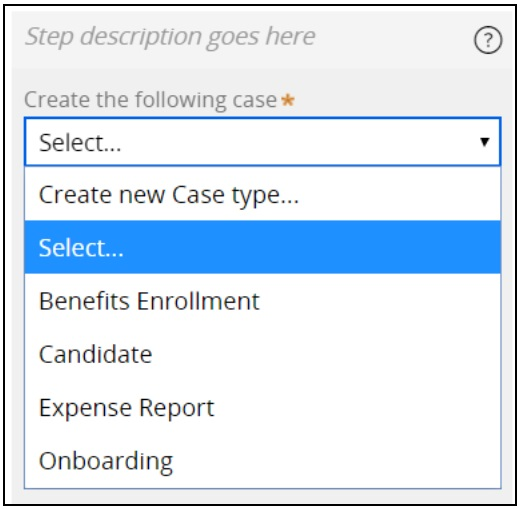 Step description goes here
?
Create the following case *
Select...
Create new Case type...
Select...
Benefits Enrollment
Candidate
Expense Report
Onboarding